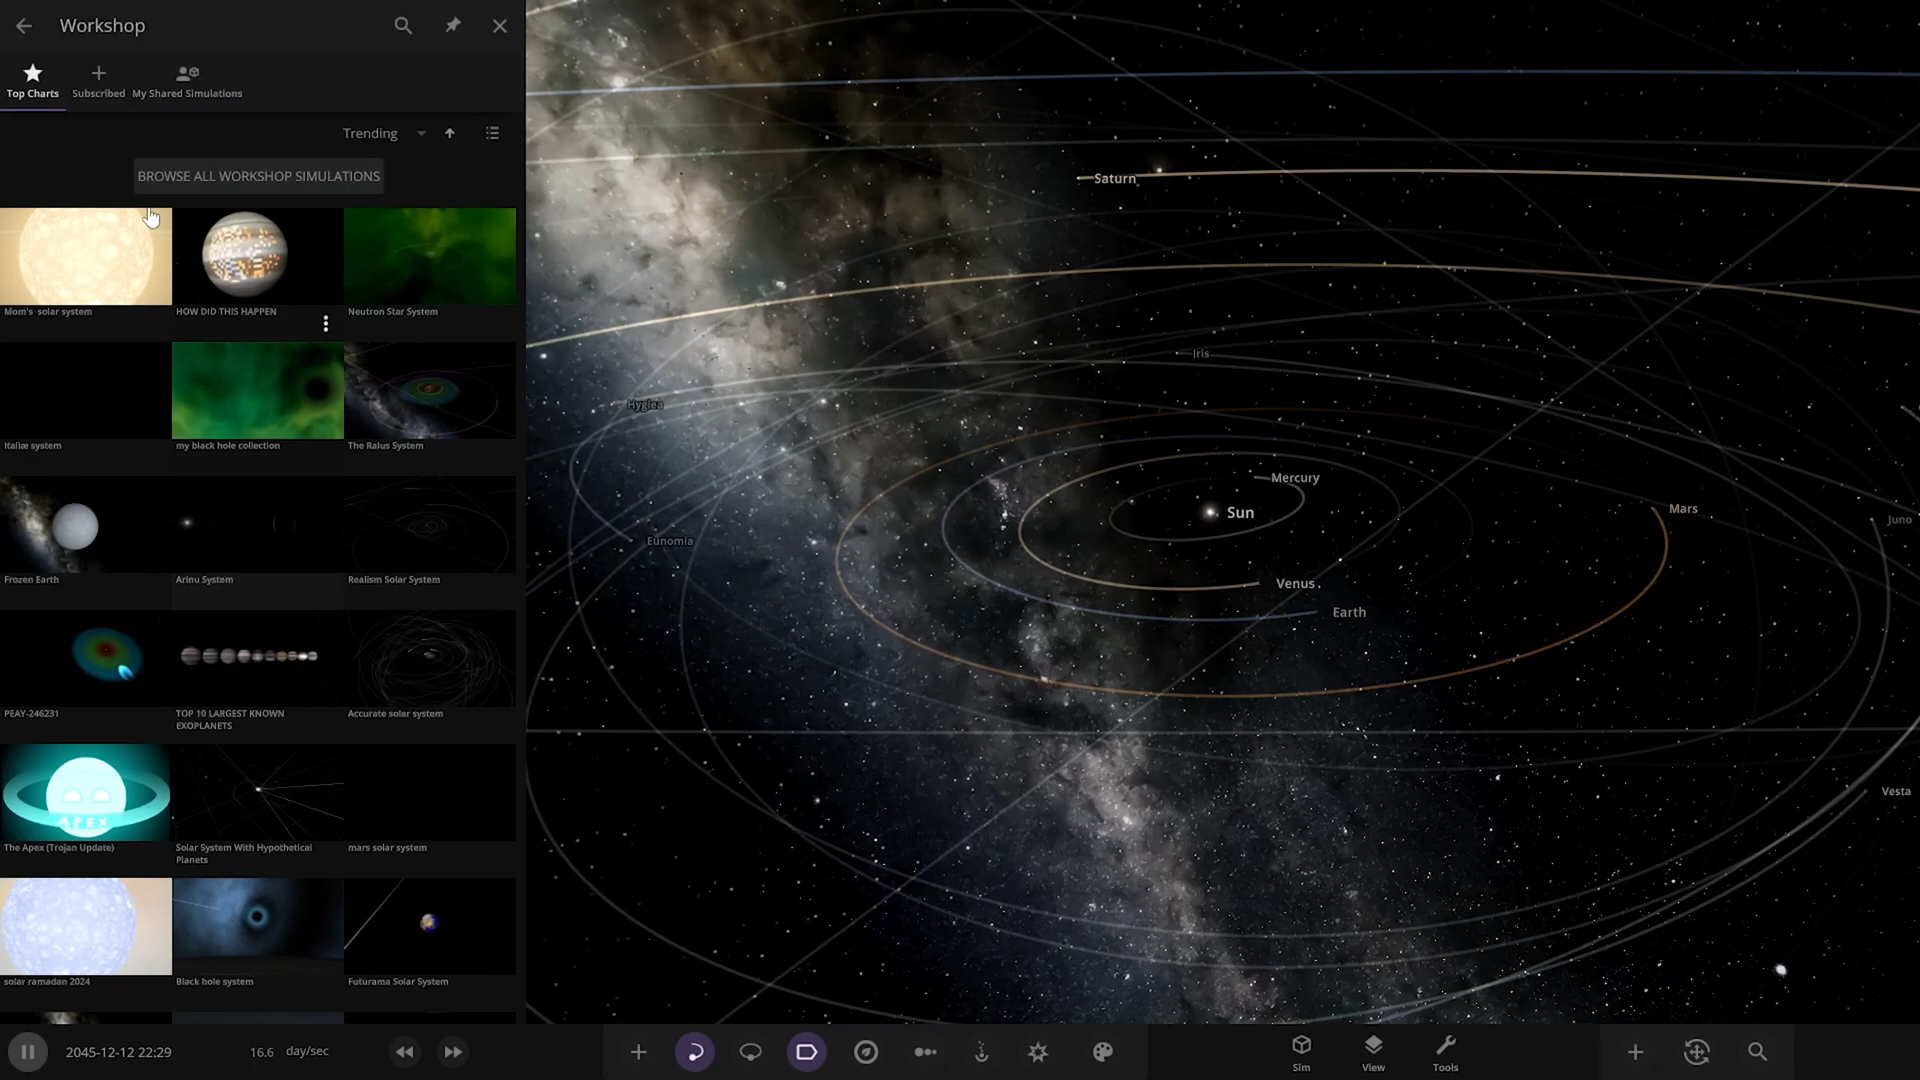 Workshop
Top Charts
Subscribed
My Shared Simulations
Trending
BROWSE ALL WORKSHOP SIMULATIONS
Mom's solar system
HOW DID THIS HAPPEN
Neutron Star System
Italiæ system
my black hole collection
The Ralus System
Frozen Earth
Arinu System
Realism Solar System
PEAY-246231
TOP 10 LARGEST KNOWN
EXOPLANETS
Accurate solar system
APEX
The Apex (Trojan Update)
Solar System With Hypothetical
Planets
mars solar system
solar ramadan 2024
Black hole system
Futurama Solar System
Saturn
Iris
Hygiea
Mercury
Sun
Mars
Juno
Eunomia
Venus
Earth
Vesta
2045-12-12 22:29
16.6 day/sec
Sim
View
Tools